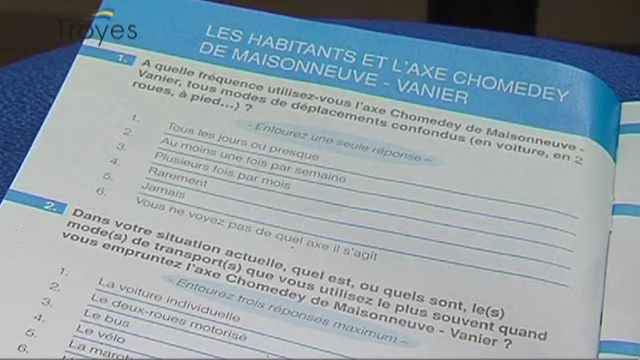 Troyes
LES HABITANTS ET L'AXE CHOMEDEY
DE MAISONNEUVE - VANIER
1. A quelle fréquence utilisez-vous l'axe Chomedey de Maisonneuve -
Vanier, tous modes de déplacements confondus (en voiture, en 2
roues, à pied...) ?
- Entourez une seule réponse -
1. Tous les jours ou presque
2. Au moins une fois par semaine
3. Plusieurs fois par mois
4. Rarement
5. Jamais
6. Vous ne voyez pas de quel axe il s'agit
2. Dans votre situation actuelle, quel est, ou quels sont, le(s)
mode(s) de transport(s) que vous utilisez le plus souvent quand
vous empruntez l'axe Chomedey de Maisonneuve - Vanier ?
- Entourez trois réponses maximum -
1. La voiture individuelle
2. Le deux-roues motorisé
3. Le bus
4. Le vélo
5. La marche